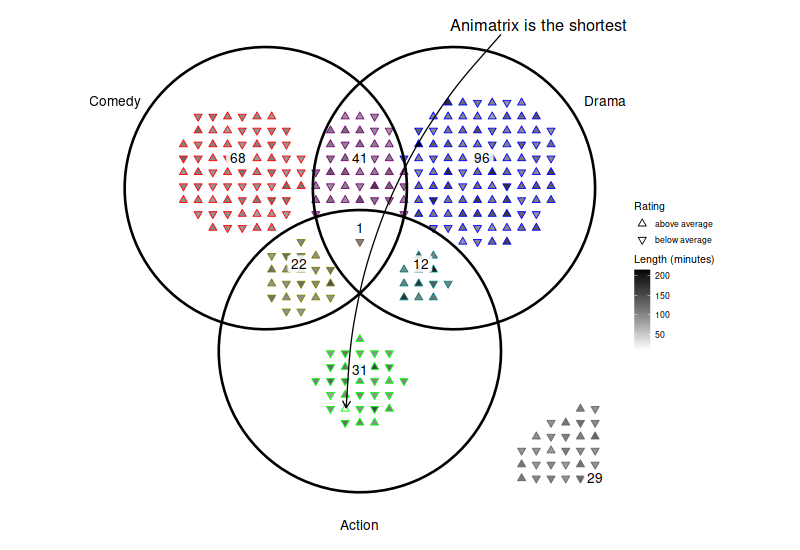 Animatrix is the shortest
Comedy
Drama
68
41
96
1
22
12
31
29
Action
Rating
above average
below average
Length (minutes)
200
150
100
50